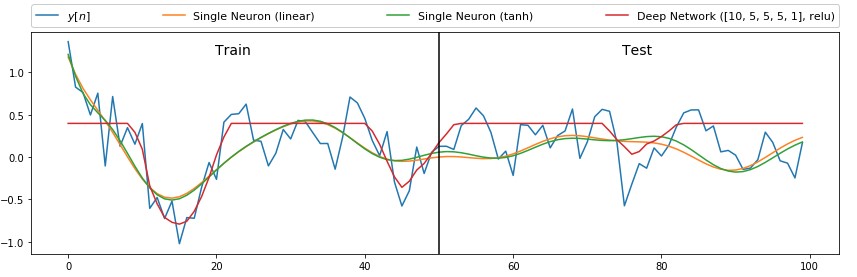 y[n] Single Neuron (linear) Single Neuron (tanh) Deep Network ([10, 5, 5, 5, 1], relu)
Train Test
1.0
0.5
0.0
−0.5
−1.0
0 20 40 60 80 100